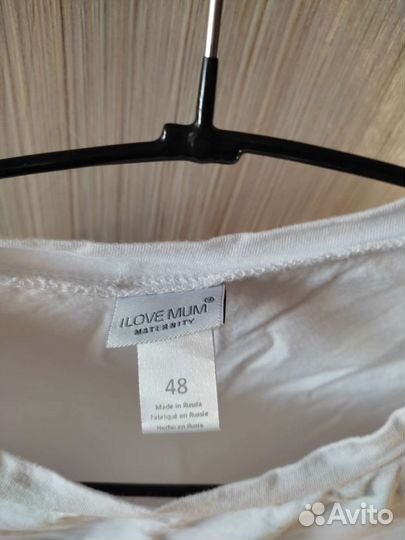 I LOVE MUM®
MATERNITY
48
Made in Russia
Fabriqué en Russie
Hecho en Rusia
Avito